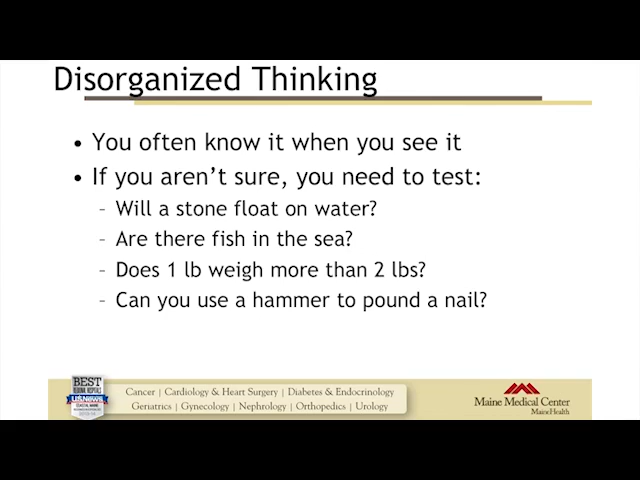 Disorganized Thinking
• You often know it when you see it
• If you aren't sure, you need to test:
– Will a stone float on water?
– Are there fish in the sea?
– Does 1 lb weigh more than 2 lbs?
– Can you use a hammer to pound a nail?
BEST
REGIONAL HOSPITALS
U.S.NEWS
Cancer | Cardiology & Heart Surgery | Diabetes & Endocrinology
Geriatrics | Gynecology | Nephrology | Orthopedics | Urology
Maine Medical Center
MaineHealth